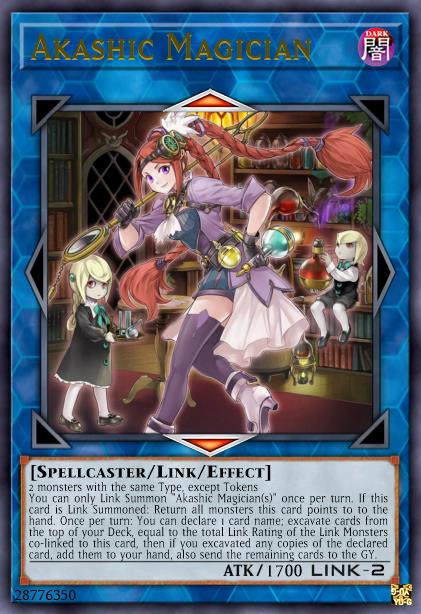 Akashic Magician
DARK
闇
[Spellcaster/Link/Effect]
2 monsters with the same Type, except Tokens
You can only Link Summon "Akashic Magician(s)" once per turn. If this
card is Link Summoned: Return all monsters this card points to to
the hand. Once per turn: You can declare 1 card name; excavate cards from
the top of your Deck, equal to the total Link Rating of the Link Monsters
co-linked to this card, then if you excavated any copies of the declared
card, add them to your hand, also send the remaining cards to the GY.
ATK/1700 LINK-2
28776350